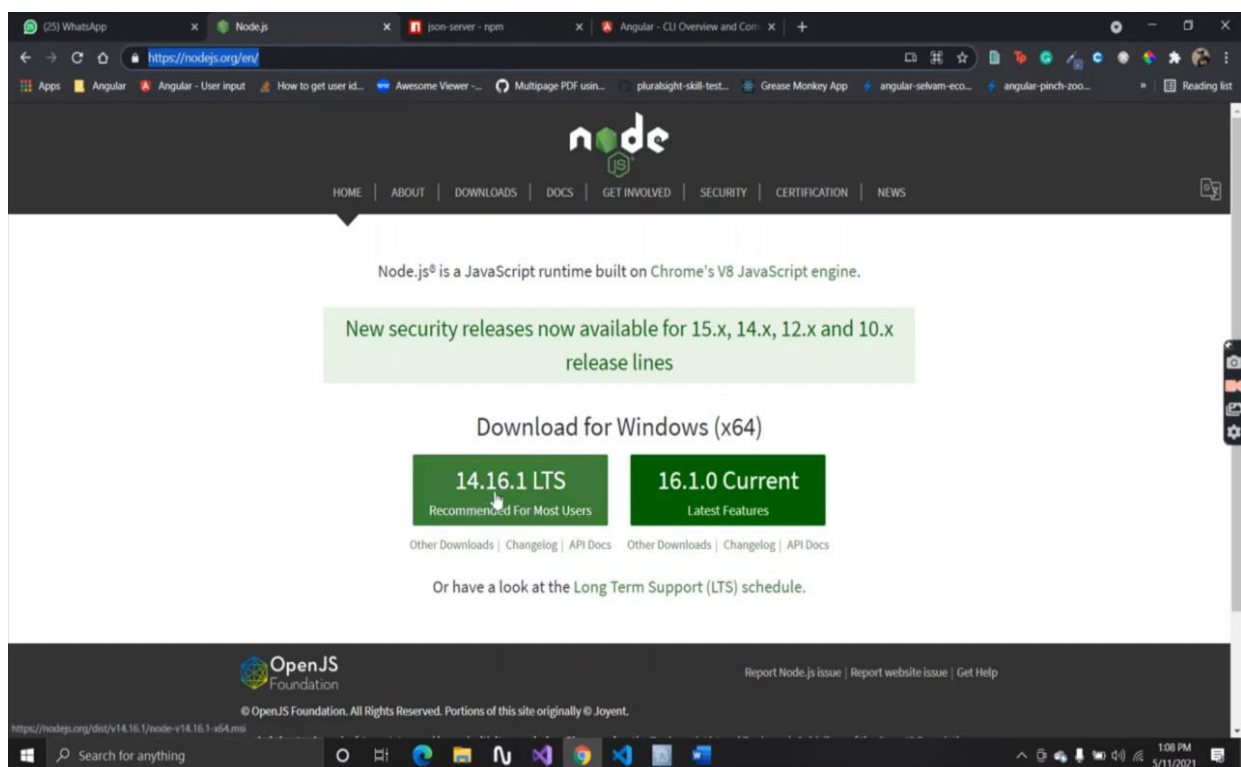 (25) WhatsApp
Node.js
json-server - npm
Angular - CLI Overview and Com
https://nodejs.org/en/
Apps
Angular
Angular - User input
How to get user id...
Awesome Viewer -...
Multipage PDF usin...
pluralsight-skill-test...
Grease Monkey App
angular-selvam-eco...
angular-pinch-zoo...
»
Reading list
node
JS
HOME | ABOUT | DOWNLOADS | DOCS | GET INVOLVED | SECURITY | CERTIFICATION | NEWS
Node.js® is a JavaScript runtime built on Chrome's V8 JavaScript engine.
New security releases now available for 15.x, 14.x, 12.x and 10.x
release lines
Download for Windows (x64)
14.16.1 LTS
Recommended For Most Users
16.1.0 Current
Latest Features
Other Downloads | Changelog | API Docs
Other Downloads | Changelog | API Docs
Or have a look at the Long Term Support (LTS) schedule.
OpenJS
Foundation
Report Node.js issue | Report website issue | Get Help
© OpenJS Foundation. All Rights Reserved. Portions of this site originally © Joyent.
https://nodejs.org/dist/v14.16.1/node-v14.16.1-x64.msi
Search for anything
1:08 PM
5/11/2021